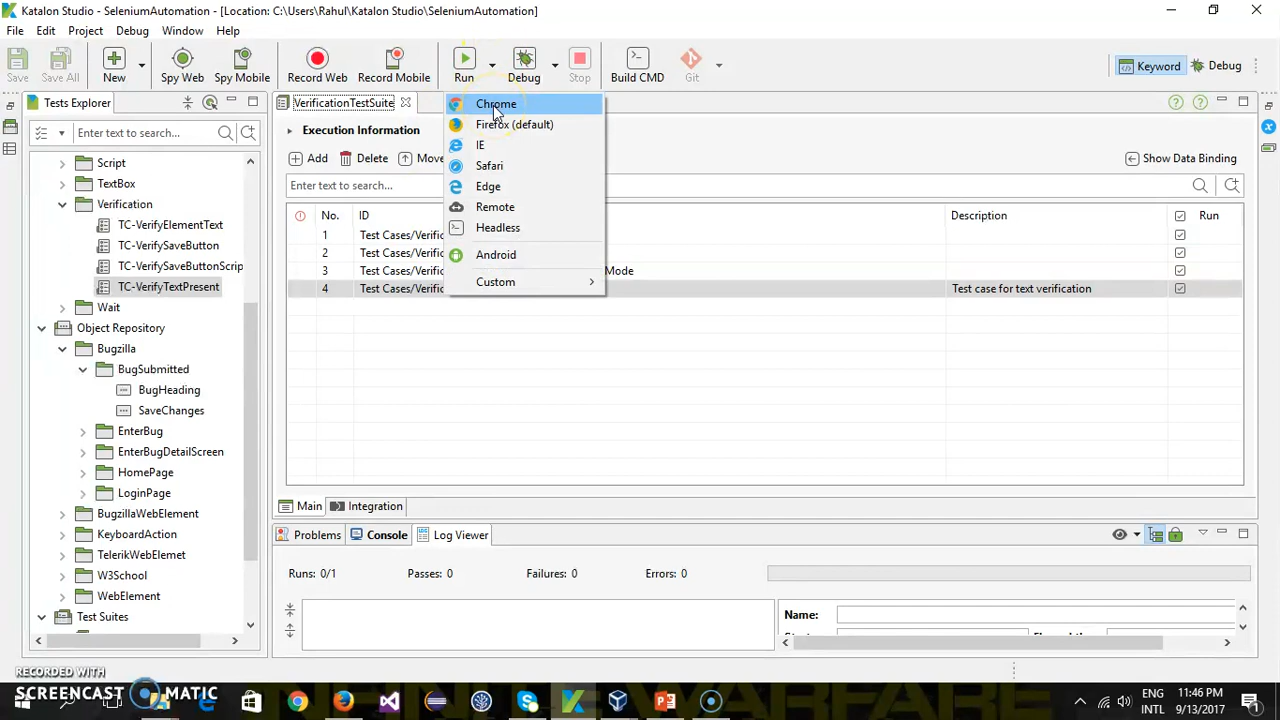 Katalon Studio - SeleniumAutomation - [Location: C:\Users\Rahul\Katalon Studio\SeleniumAutomation]
File Edit Project Debug Window Help
Save Save All New Spy Web Spy Mobile Record Web Record Mobile Run Debug Stop Build CMD Git Keyword Debug
Tests Explorer
Enter text to search...
Script
TextBox
Verification
TC-VerifyElementText
TC-VerifySaveButton
TC-VerifySaveButtonScrip
TC-VerifyTextPresent
Wait
Object Repository
Bugzilla
BugSubmitted
BugHeading
SaveChanges
EnterBug
EnterBugDetailScreen
HomePage
LoginPage
BugzillaWebElement
KeyboardAction
TelerikWebElemet
W3School
WebElement
Test Suites
VerificationTestSuite
Execution Information
Add Delete Move Show Data Binding
Enter text to search...
No. ID Description Run
1 Test Cases/Verific
2 Test Cases/Verific
3 Test Cases/Verific Mode
4 Test Cases/Verific Test case for text verification
Chrome
Firefox (default)
IE
Safari
Edge
Remote
Headless
Android
Custom
Main Integration
Problems Console Log Viewer
Runs: 0/1 Passes: 0 Failures: 0 Errors: 0
Name:
RECORDED WITH
SCREENCAST MATIC
ENG 11:46 PM
INTL 9/13/2017